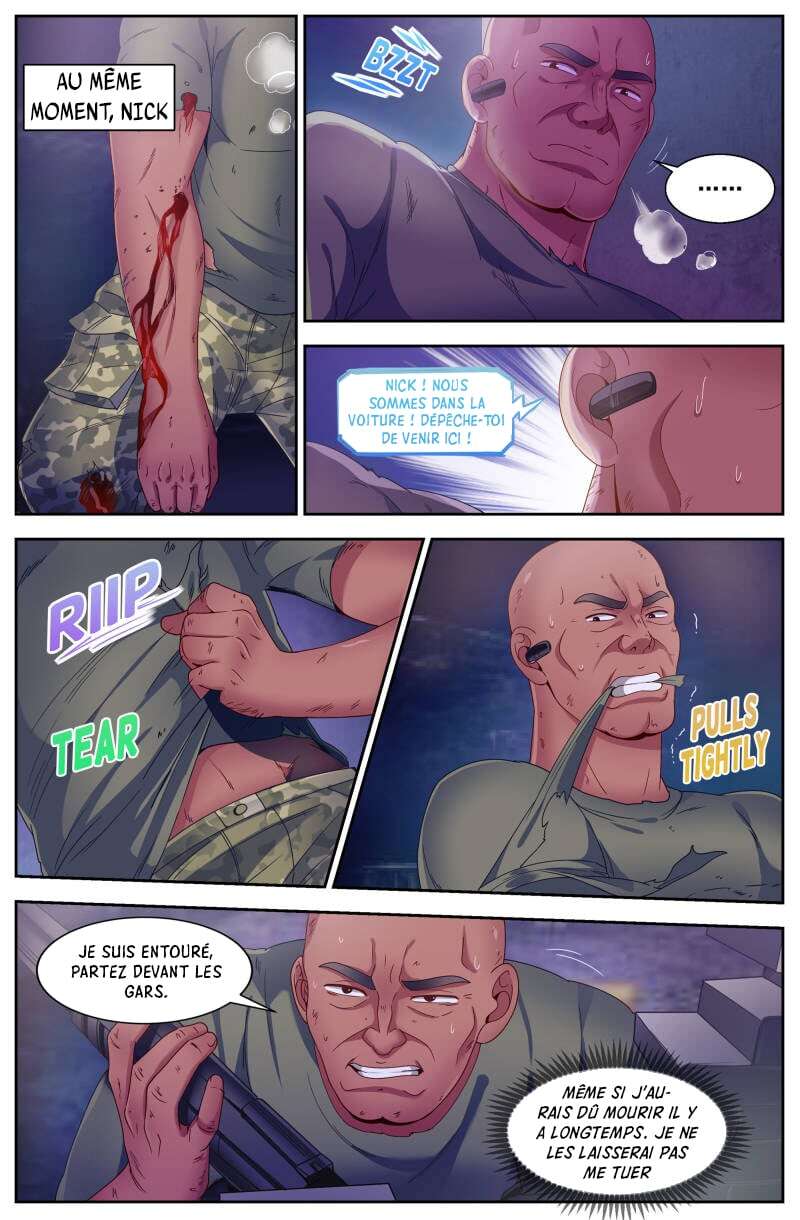 AU MÊME
MOMENT, NICK
BZZT
......
NICK ! NOUS
SOMMES DANS LA
VOITURE ! DÉPÊCHE-TOI
DE VENIR ICI !
RIIP
TEAR
PULLS
TIGHTLY
JE SUIS ENTOURÉ,
PARTEZ DEVANT LES
GARS.
MÊME SI J'AU-
RAIS DÛ MOURIR IL Y
A LONGTEMPS. JE NE
LES LAISSERAI PAS
ME TUER